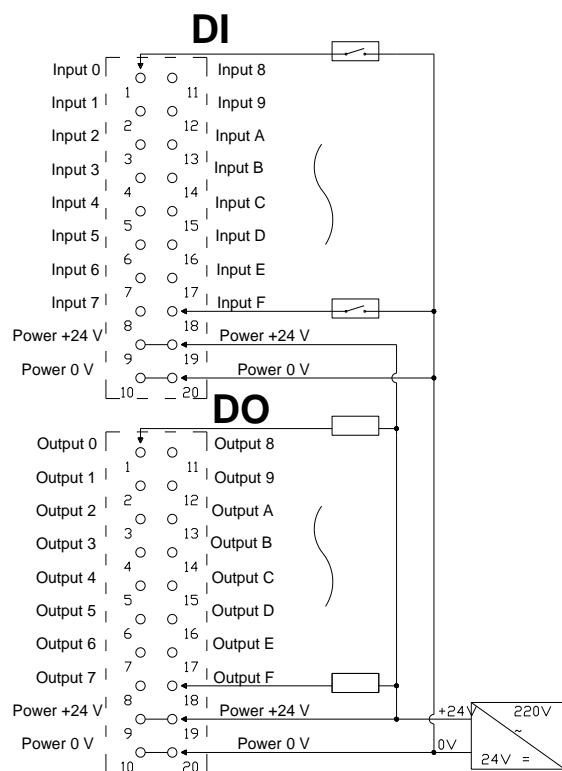 DI
Input 0 Input 8
1 11
Input 1 Input 9
2 12
Input 2 Input A
3 13
Input 3 Input B
4 14
Input 4 Input C
5 15
Input 5 Input D
6 16
Input 6 Input E
7 17
Input 7 Input F
8 18
Power +24 V Power +24 V
9 19
Power 0 V Power 0 V
10 20
DO
Output 0 Output 8
1 11
Output 1 Output 9
2 12
Output 2 Output A
3 13
Output 3 Output B
4 14
Output 4 Output C
5 15
Output 5 Output D
6 16
Output 6 Output E
7 17
Output 7 Output F
8 18
Power +24 V Power +24 V +24V 220V
~
9 19
Power 0 V Power 0 V 0V 24V =
10 20